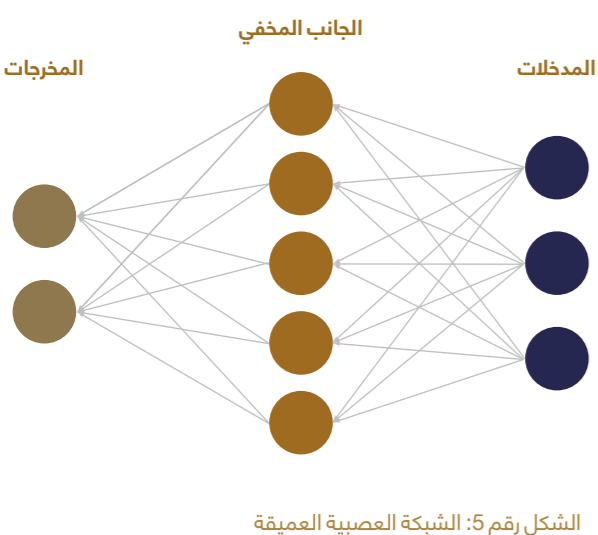 الجانب المخفي
المدخلات
المخرجات
الشكل رقم 5: الشبكة العصبية العميقة